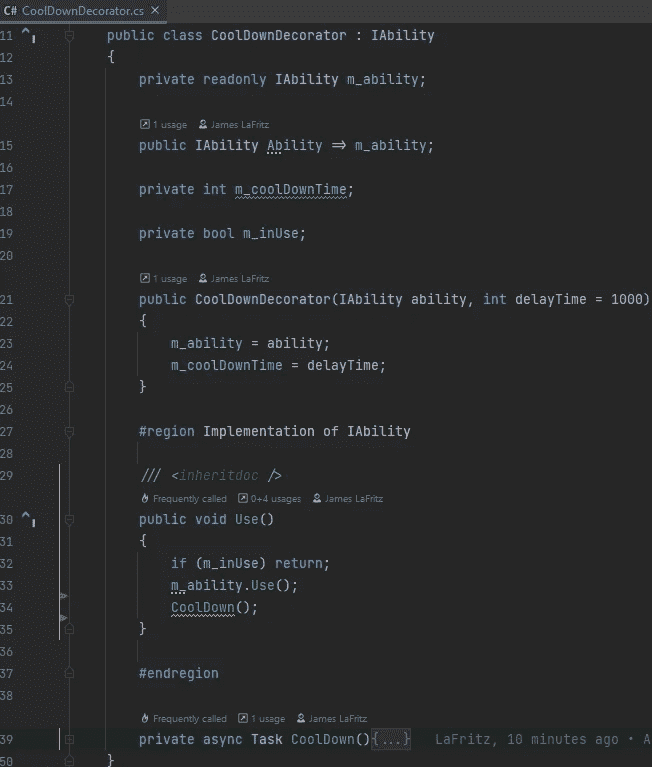 C# CoolDownDecorator.cs ×
11 public class CoolDownDecorator : IAbility
12 {
13 private readonly IAbility m_ability;
14
1 usage James LaFritz
15 public IAbility Ability => m_ability;
16
17 private int m_coolDownTime;
18
19 private bool m_inUse;
20
1 usage James LaFritz
21 public CoolDownDecorator(IAbility ability, int delayTime = 1000)
22 {
23 m_ability = ability;
24 m_coolDownTime = delayTime;
25 }
26
27 #region Implementation of IAbility
28
29 /// <inheritdoc />
Frequently called 0+4 usages James LaFritz
30 public void Use()
31 {
32 if (m_inUse) return;
33 m_ability.Use();
34 CoolDown();
35 }
36
37 #endregion
38
Frequently called 1 usage James LaFritz
39 private async Task CoolDown(){...} LaFritz, 10 minutes ago • A
50 }